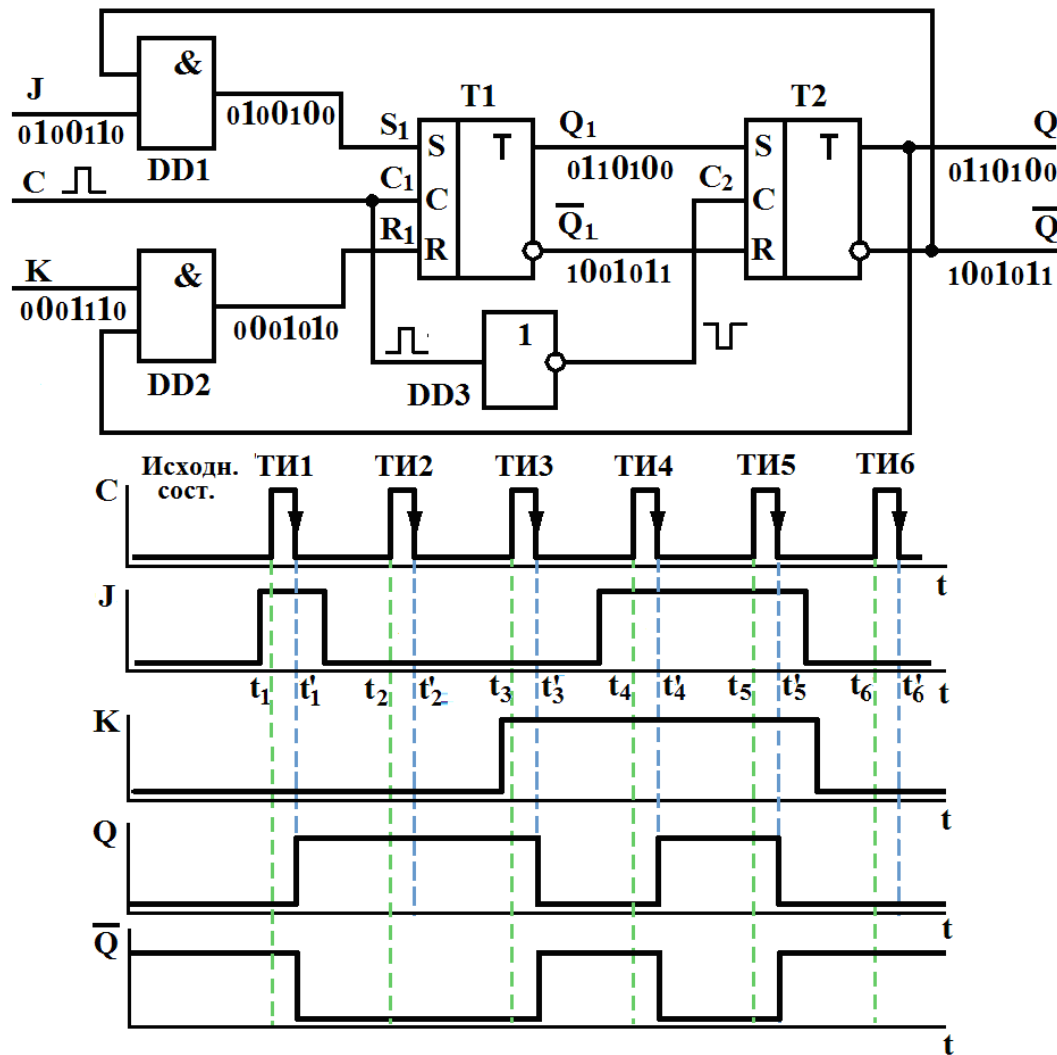 &
J
0100110
0100100
DD1
T1
T2
S₁
S
T
Q₁
0110100
S
T
Q
0110100
C
C₁
C
C₂
C
R₁
R
Q̅₁
1001011
R
Q̅
1001011
K
0001110
&
0001010
DD2
1
DD3
Исходн.
сост.
ТИ1
ТИ2
ТИ3
ТИ4
ТИ5
ТИ6
C
t
J
t₁
t'₁
t₂
t'₂
t₃
t'₃
t₄
t'₄
t₅
t'₅
t₆
t'₆
t
K
t
Q
t
Q̅
t